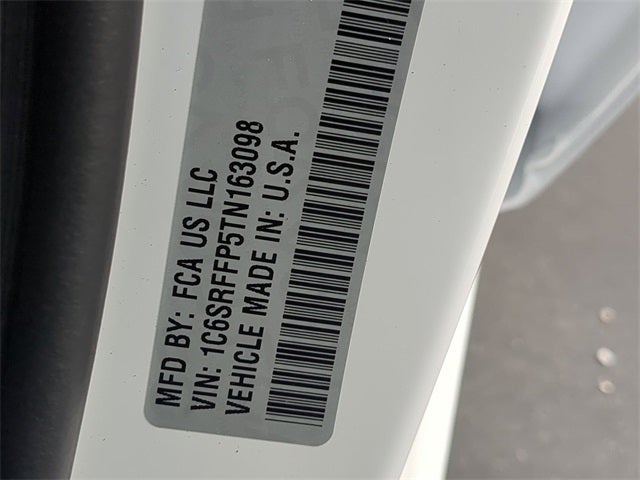 MFD BY: FCA US LLC
VIN: 1C6SRFFP5TN163098
VEHICLE MADE IN: U.S.A.